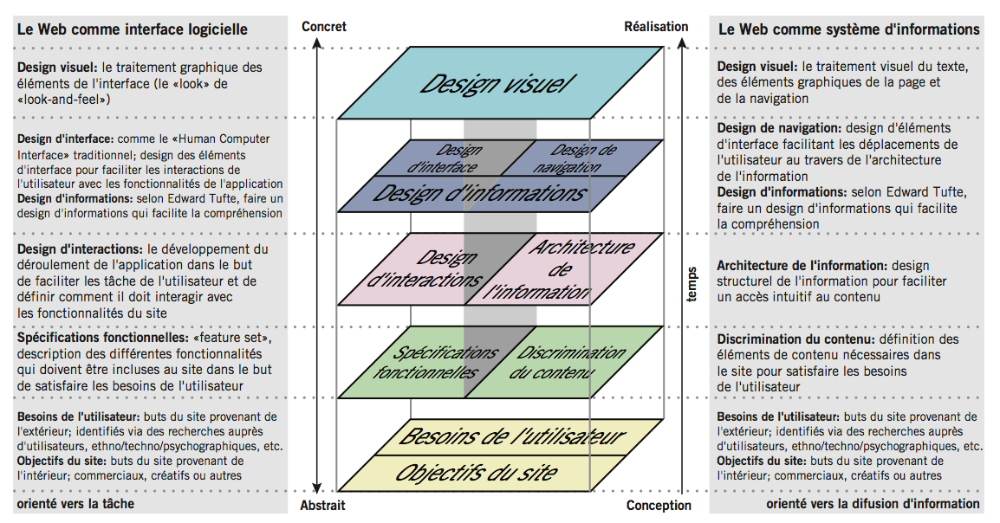 Le Web comme interface logicielle
Design visuel: le traitement graphique des
éléments de l'interface (le «look» de
«look-and-feel»)
Design d'interface: comme le «Human Computer
Interface» traditionnel; design des éléments
d'interface pour faciliter les interactions de
l'utilisateur avec les fonctionnalités de l'application
Design d'informations: selon Edward Tufte, faire un
design d'informations qui facilite la compréhension
Design d'interactions: le développement du
déroulement de l'application dans le but
de faciliter les tâche de l'utilisateur et de
définir comment il doit interagir avec
les fonctionnalités du site
Spécifications fonctionnelles: «feature set»,
description des différentes fonctionnalités
qui doivent être incluses au site dans le but
de satisfaire les besoins de l'utilisateur
Besoins de l'utilisateur: buts du site provenant de
l'extérieur; identifiés via des recherches auprès
d'utilisateurs, ethno/techno/psychographiques, etc.
Objectifs du site: buts du site provenant de
l'intérieur; commerciaux, créatifs ou autres
orienté vers la tâche
Concret
Réalisation
Design visuel
Design
d'interface
Design de
navigation
Design d'informations
Design
d'interactions
Architecture
de
l'information
Spécifications
fonctionnelles
Discrimination
du contenu
Besoins de l'utilisateur
Objectifs du site
temps
Abstrait
Conception
Le Web comme système d'informations
Design visuel: le traitement visuel du texte,
des éléments graphiques de la page et
de la navigation
Design de navigation: design d'éléments
d'interface facilitant les déplacements de
l'utilisateur au travers de l'architecture
de l'information
Design d'informations: selon Edward Tufte,
faire un design d'informations qui facilite
la compréhension
Architecture de l'information: design
structurel de l'information pour faciliter
un accès intuitif au contenu
Discrimination du contenu: définition des
éléments de contenu nécessaires dans
le site pour satisfaire les besoins
de l'utilisateur
Besoins de l'utilisateur: buts du site provenant de
l'extérieur; identifiés via des recherches auprès
d'utilisateurs, ethno/techno/psychographiques, etc.
Objectifs du site: buts du site provenant de
l'intérieur; commerciaux, créatifs ou autres
orienté vers la difusion d'information